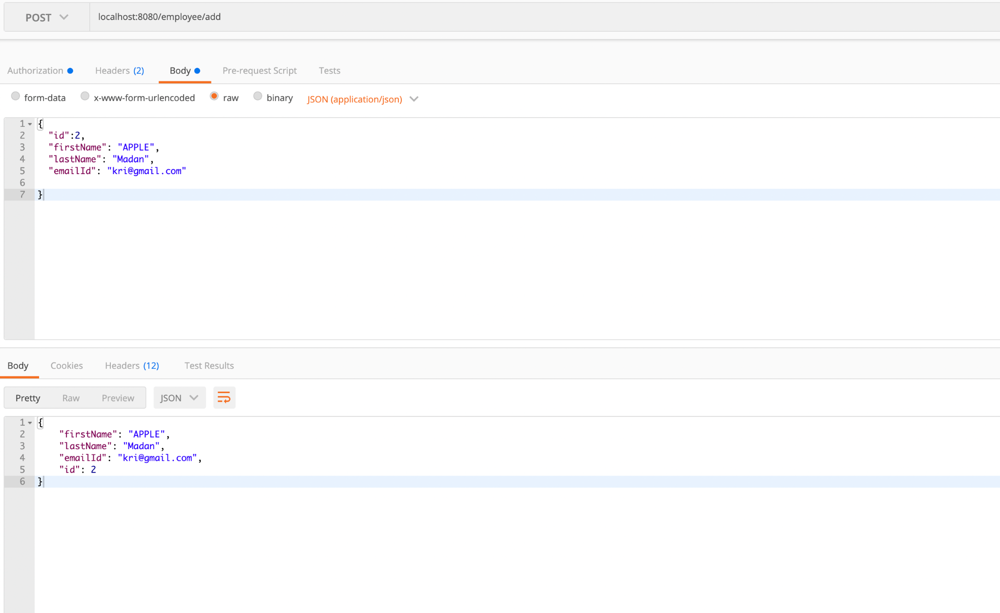 POST localhost:8080/employee/add
Authorization Headers (2) Body Pre-request Script Tests
form-data x-www-form-urlencoded raw binary JSON (application/json)
1 {
2 "id":2,
3 "firstName": "APPLE",
4 "lastName": "Madan",
5 "emailId": "kri@gmail.com"
6
7 }
Body Cookies Headers (12) Test Results
Pretty Raw Preview JSON
1 {
2 "firstName": "APPLE",
3 "lastName": "Madan",
4 "emailId": "kri@gmail.com",
5 "id": 2
6 }